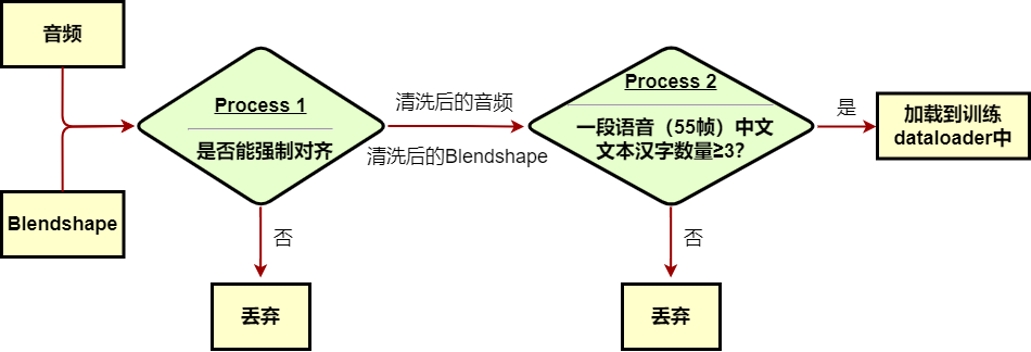 音频
Blendshape
Process 1
是否能强制对齐
否
丢弃
清洗后的音频
清洗后的Blendshape
Process 2
一段语音（55帧）中文
文本汉字数量≧3?
否
丢弃
是
加载到训练
dataloader中